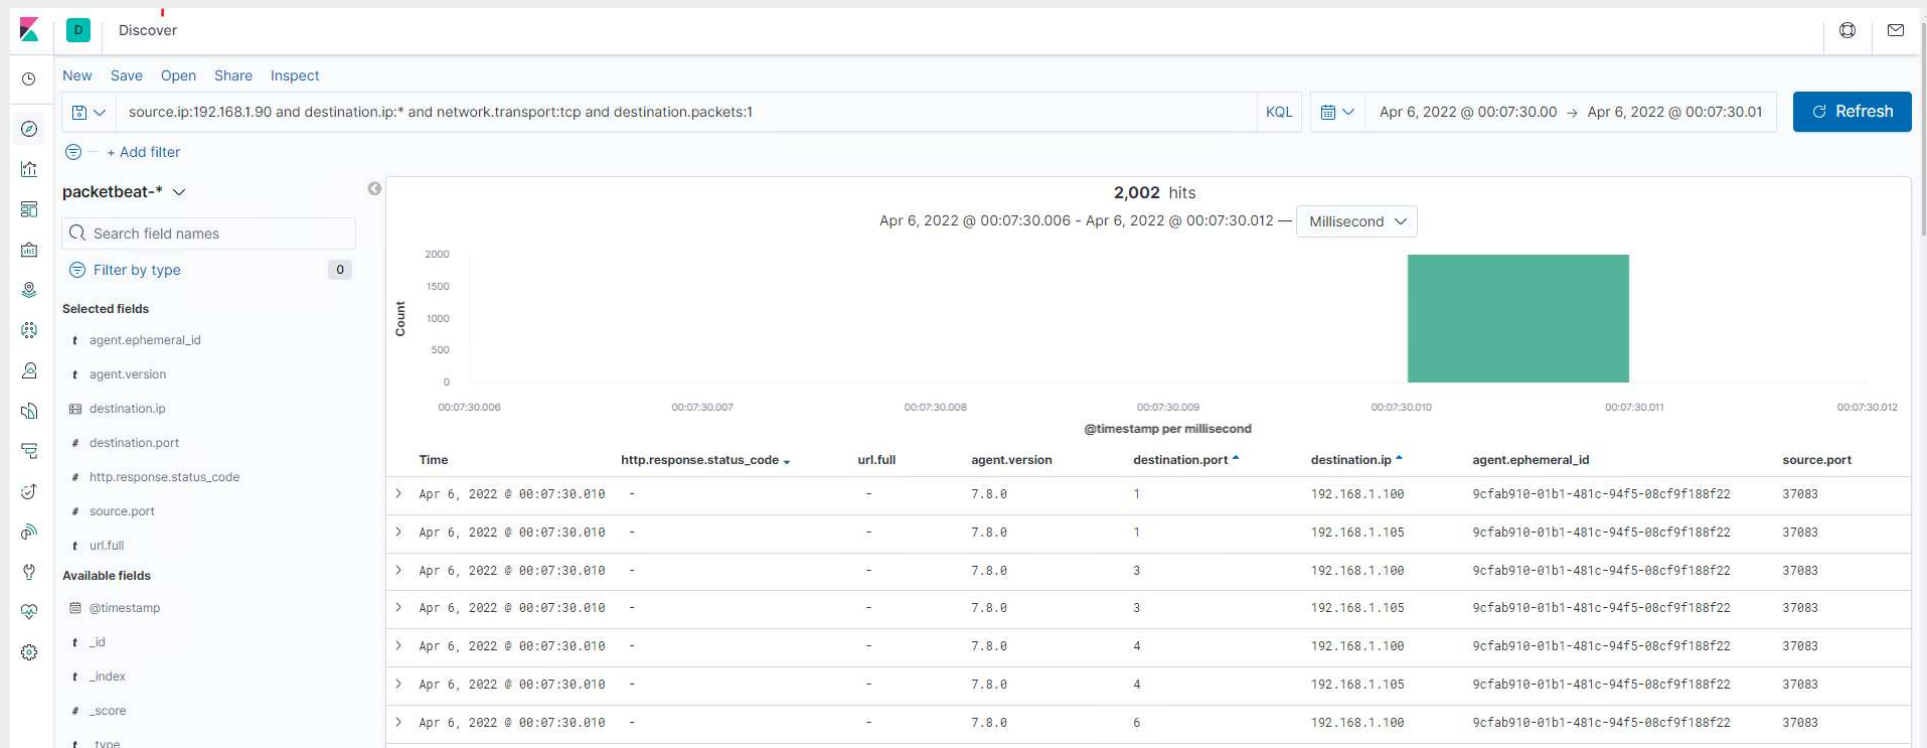 D Discover
New Save Open Share Inspect
source.ip:192.168.1.90 and destination.ip:* and network.transport:tcp and destination.packets:1 KQL Apr 6, 2022 @ 00:07:30.00 → Apr 6, 2022 @ 00:07:30.01 Refresh
+ Add filter
packetbeat-*
2,002 hits
Apr 6, 2022 @ 00:07:30.006 - Apr 6, 2022 @ 00:07:30.012 — Millisecond
Search field names
Filter by type 0
Selected fields
t agent.ephemeral_id
t agent.version
destination.ip
# destination.port
# http.response.status_code
# source.port
t url.full
Available fields
@timestamp
t _id
t _index
# _score
t _type
Count
2000
1500
1000
500
0
00:07:30.006 00:07:30.007 00:07:30.008 00:07:30.009 00:07:30.010 00:07:30.011 00:07:30.012
@timestamp per millisecond
Time http.response.status_code url.full agent.version destination.port destination.ip agent.ephemeral_id source.port
Apr 6, 2022 @ 00:07:30.010 - - 7.8.0 1 192.168.1.100 9cfab910-01b1-481c-94f5-08cf9f188f22 37083
Apr 6, 2022 @ 00:07:30.010 - - 7.8.0 1 192.168.1.105 9cfab910-01b1-481c-94f5-08cf9f188f22 37083
Apr 6, 2022 @ 00:07:30.010 - - 7.8.0 3 192.168.1.100 9cfab910-01b1-481c-94f5-08cf9f188f22 37083
Apr 6, 2022 @ 00:07:30.010 - - 7.8.0 3 192.168.1.105 9cfab910-01b1-481c-94f5-08cf9f188f22 37083
Apr 6, 2022 @ 00:07:30.010 - - 7.8.0 4 192.168.1.100 9cfab910-01b1-481c-94f5-08cf9f188f22 37083
Apr 6, 2022 @ 00:07:30.010 - - 7.8.0 4 192.168.1.105 9cfab910-01b1-481c-94f5-08cf9f188f22 37083
Apr 6, 2022 @ 00:07:30.010 - - 7.8.0 6 192.168.1.100 9cfab910-01b1-481c-94f5-08cf9f188f22 37083